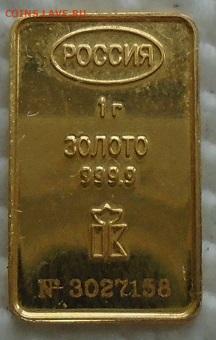 COINS.LAVE.RU
РОССИЯ
1 г
ЗОЛОТО
999.9
№ 3027158